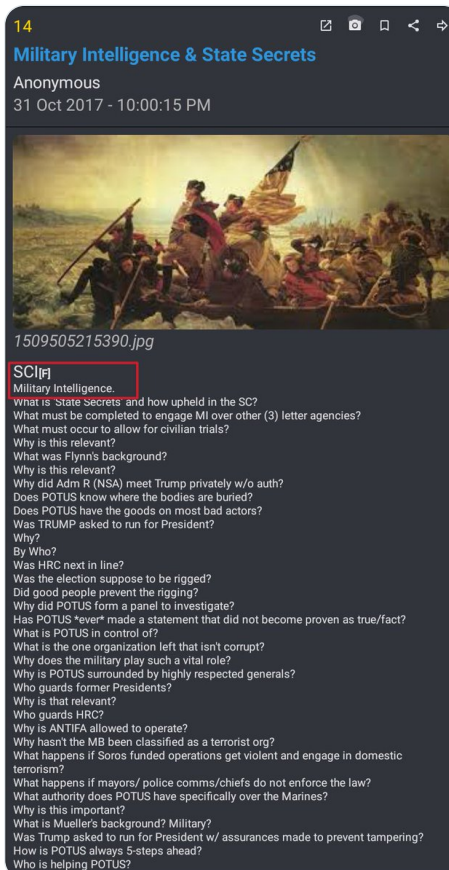 14
Military Intelligence & State Secrets
Anonymous
31 Oct 2017 - 10:00:15 PM
1509505215390.jpg
SCI[F]
Military Intelligence.
What is 'State Secrets' and how upheld in the SC?
What must be completed to engage MI over other (3) letter agencies?
What must occur to allow for civilian trials?
Why is this relevant?
What was Flynn's background?
Why is this relevant?
Why did Adm R (NSA) meet Trump privately w/o auth?
Does POTUS know where the bodies are buried?
Does POTUS have the goods on most bad actors?
Was TRUMP asked to run for President?
Why?
By Who?
Was HRC next in line?
Was the election suppose to be rigged?
Did good people prevent the rigging?
Why did POTUS form a panel to investigate?
Has POTUS *ever* made a statement that did not become proven as true/fact?
What is POTUS in control of?
What is the one organization left that isn't corrupt?
Why does the military play such a vital role?
Why is POTUS surrounded by highly respected generals?
Who guards former Presidents?
Why is that relevant?
Who guards HRC?
Why is ANTIFA allowed to operate?
Why hasn't the MB been classified as a terrorist org?
What happens if Soros funded operations get violent and engage in domestic
terrorism?
What happens if mayors/ police comms/chiefs do not enforce the law?
What authority does POTUS have specifically over the Marines?
Why is this important?
What is Mueller's background? Military?
Was Trump asked to run for President w/ assurances made to prevent tampering?
How is POTUS always 5-steps ahead?
Who is helping POTUS?